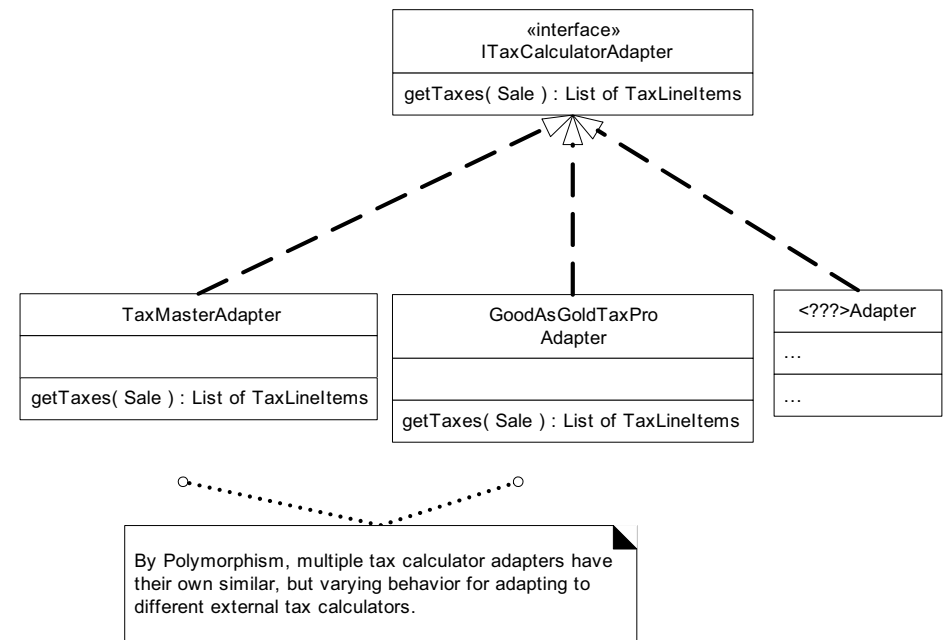 «interface»
ITaxCalculatorAdapter
getTaxes( Sale ) : List of TaxLineItems
TaxMasterAdapter
getTaxes( Sale ) : List of TaxLineItems
GoodAsGoldTaxPro
Adapter
getTaxes( Sale ) : List of TaxLineItems
<???>Adapter
...
...
By Polymorphism, multiple tax calculator adapters have
their own similar, but varying behavior for adapting to
different external tax calculators.